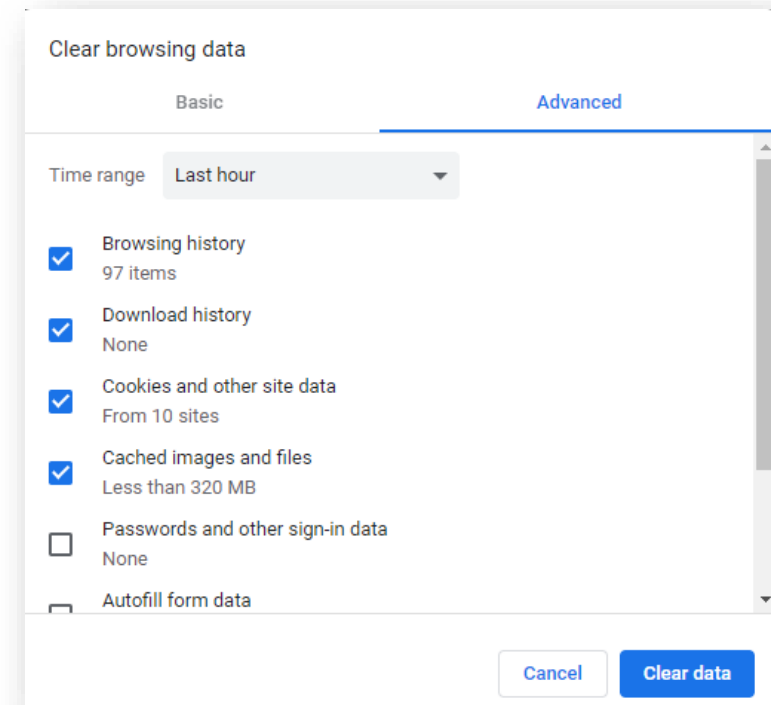 Clear browsing data
Basic
Advanced
Time range
Last hour
Browsing history
97 items
Download history
None
Cookies and other site data
From 10 sites
Cached images and files
Less than 320 MB
Passwords and other sign-in data
None
Autofill form data
Cancel
Clear data